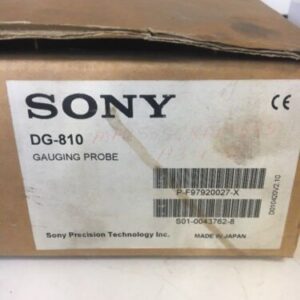 SONY
CE
DG-810
GAUGING PROBE
P-F97920027-X
S01-0043762-8
Sony Precision Technology Inc.
MADE IN JAPAN